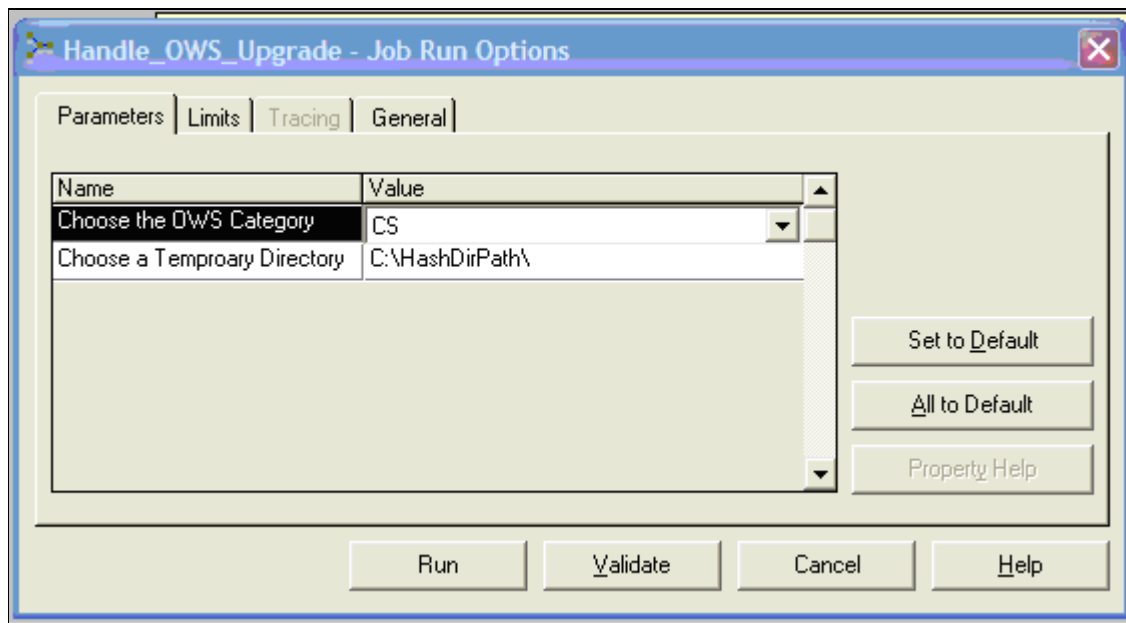 Handle_OWS_Upgrade - Job Run Options
Parameters Limits Tracing General
Name Value
Choose the OWS Category CS
Choose a Temproary Directory C:\HashDirPath\
Set to Default
All to Default
Property Help
Run Validate Cancel Help